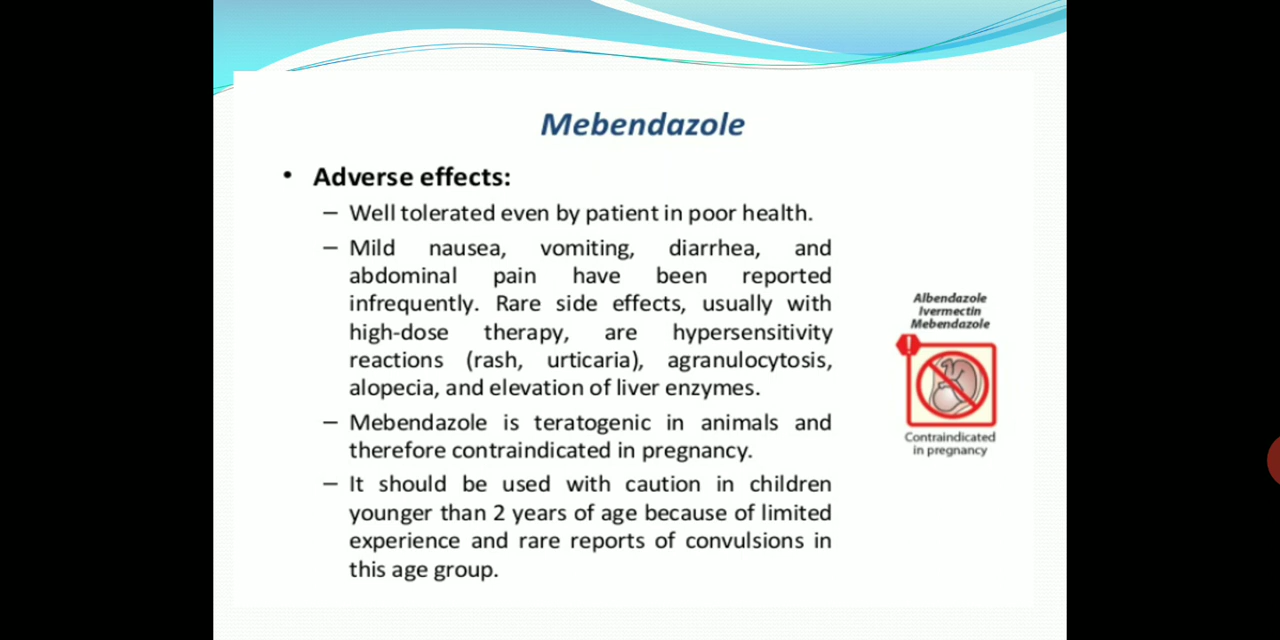 Mebendazole
• Adverse effects:
– Well tolerated even by patient in poor health.
– Mild nausea, vomiting, diarrhea, and
abdominal pain have been reported
infrequently. Rare side effects, usually with
high-dose therapy, are hypersensitivity
reactions (rash, urticaria), agranulocytosis,
alopecia, and elevation of liver enzymes.
– Mebendazole is teratogenic in animals and
therefore contraindicated in pregnancy.
– It should be used with caution in children
younger than 2 years of age because of limited
experience and rare reports of convulsions in
this age group.
Albendazole
Ivermectin
Mebendazole
!
Contraindicated
in pregnancy